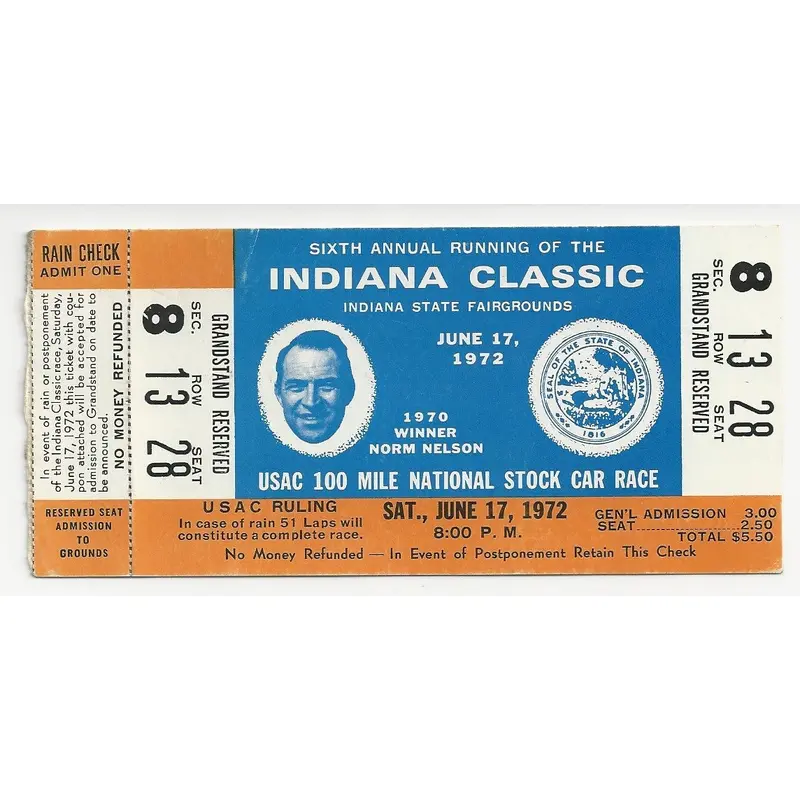 RAIN CHECK
ADMIT ONE
In event of rain or postponement
of the Indiana Classic race, Saturday,
June 17, 1972 this ticket with cou-
pon attached will be accepted for
admission to Grandstand on date to
be announced.
NO MONEY REFUNDED
RESERVED SEAT
ADMISSION
TO
GROUNDS
GRANDSTAND RESERVED
SEC. ROW SEAT
8 13 28
SIXTH ANNUAL RUNNING OF THE
INDIANA CLASSIC
INDIANA STATE FAIRGROUNDS
JUNE 17,
1972
1970
WINNER
NORM NELSON
SEAL OF THE STATE OF INDIANA
1816
USAC 100 MILE NATIONAL STOCK CAR RACE
8 13 28
SEC. ROW SEAT
GRANDSTAND RESERVED
USAC RULING
In case of rain 51 Laps will
constitute a complete race.
SAT., JUNE 17, 1972
8:00 P. M.
GEN'L ADMISSION 3.00
SEAT 2.50
TOTAL $5.50
No Money Refunded — In Event of Postponement Retain This Check